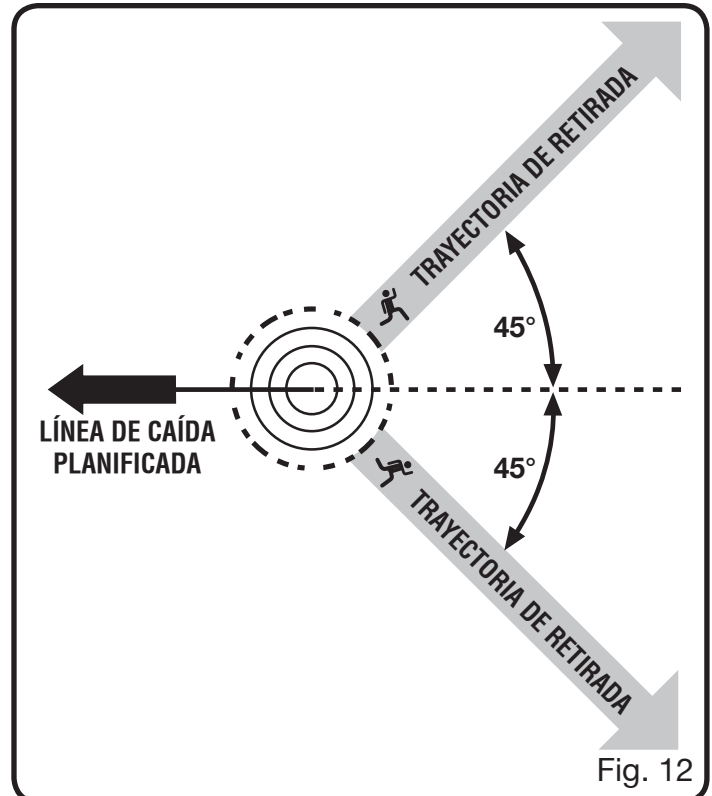 TRAYECTORIA DE RETIRADA
45°
LÍNEA DE CAÍDA
PLANIFICADA
45°
TRAYECTORIA DE RETIRADA
Fig. 12